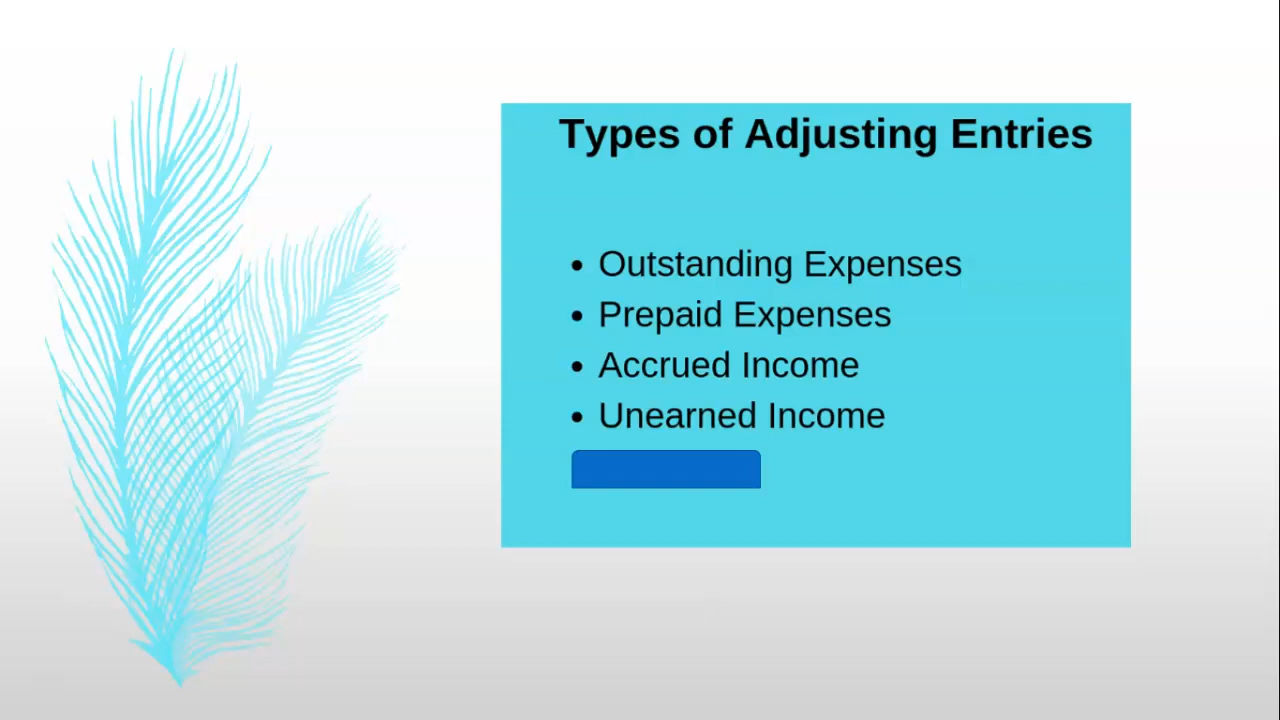 Types of Adjusting Entries
• Outstanding Expenses
• Prepaid Expenses
• Accrued Income
• Unearned Income